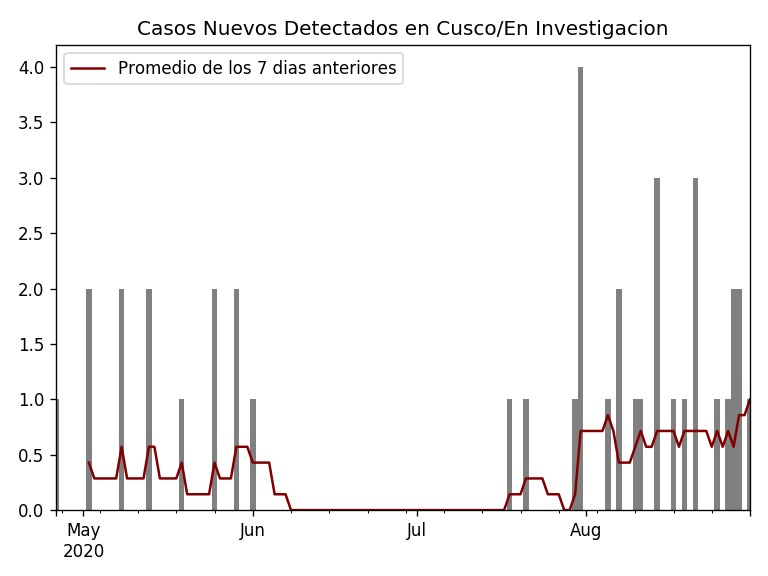 Casos Nuevos Detectados en Cusco/En Investigacion
Promedio de los 7 dias anteriores
4.0
3.5
3.0
2.5
2.0
1.5
1.0
0.5
0.0
May
2020
Jun
Jul
Aug